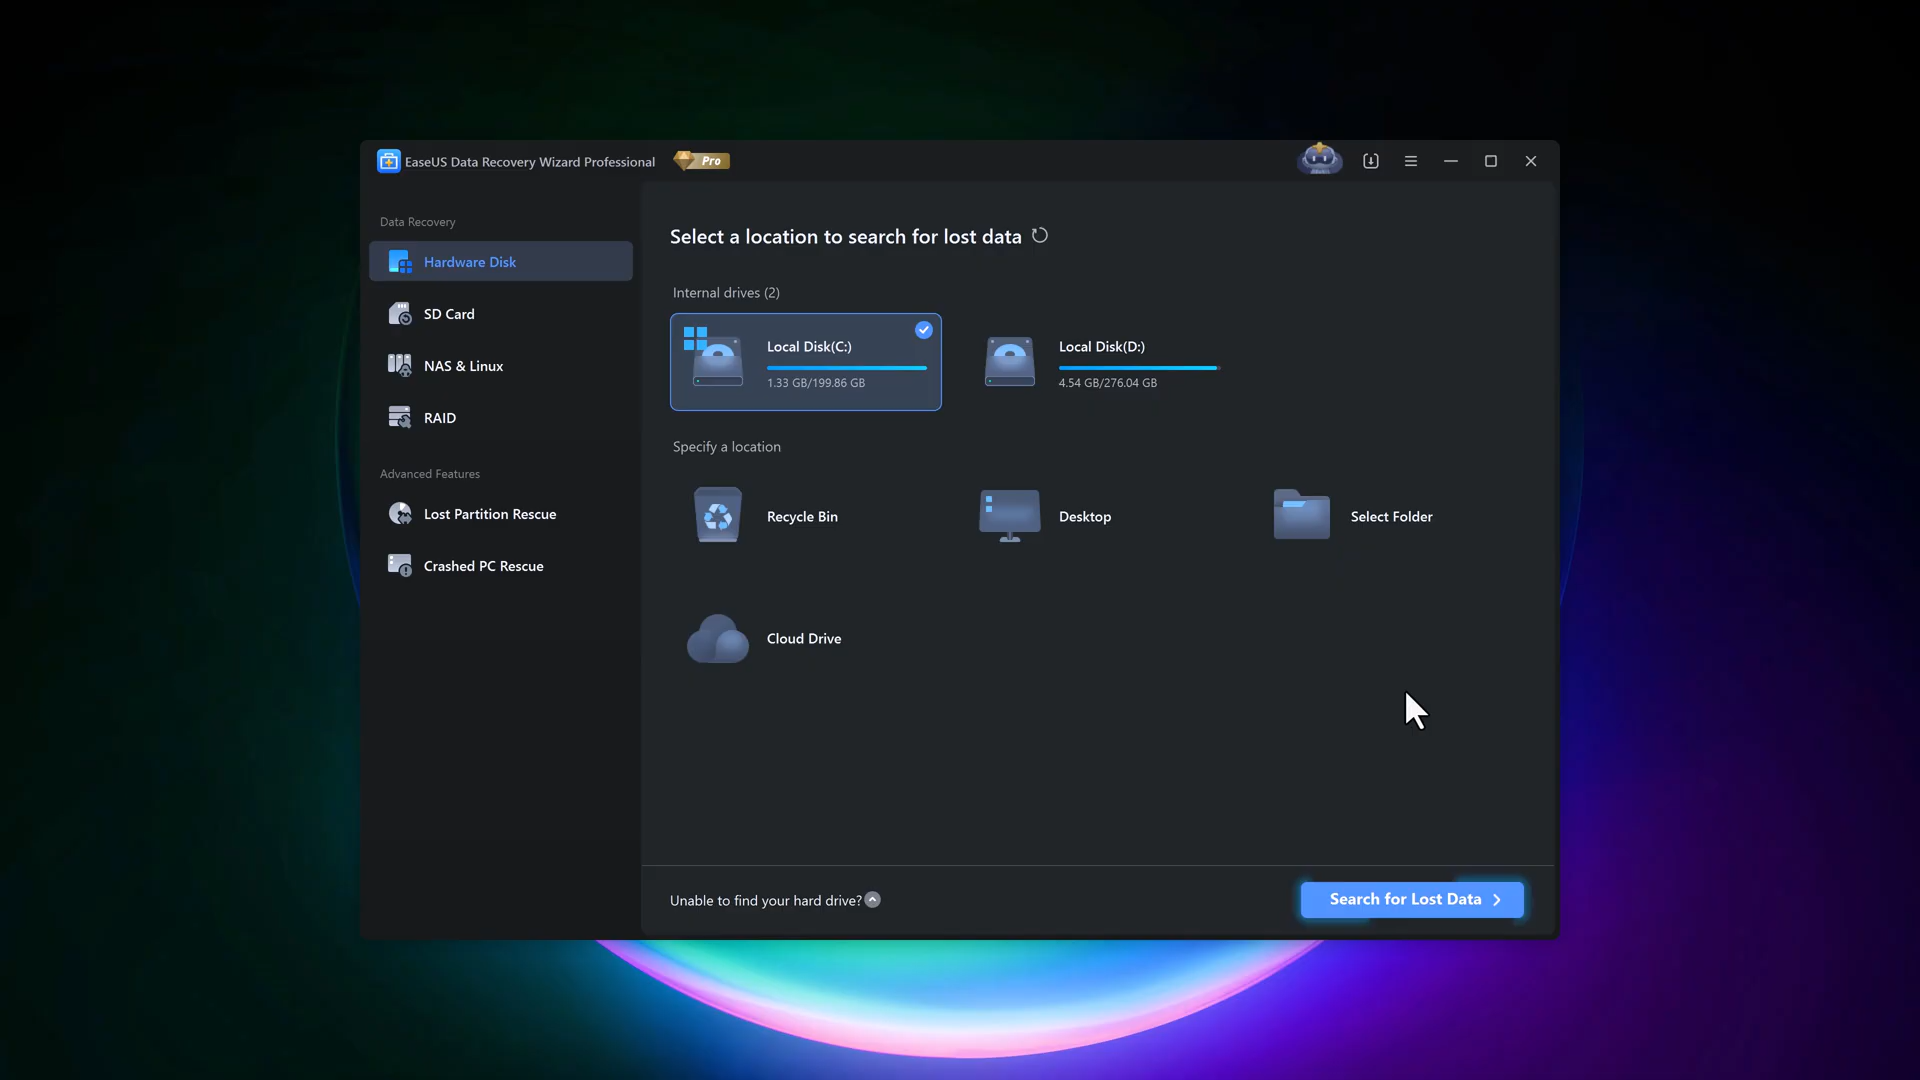 EaseUS Data Recovery Wizard Professional
Pro
Data Recovery
Hardware Disk
SD Card
NAS & Linux
RAID
Advanced Features
Lost Partition Rescue
Crashed PC Rescue
Select a location to search for lost data
Internal drives (2)
Local Disk(C:)
1.33 GB/199.86 GB
Local Disk(D:)
4.54 GB/276.04 GB
Specify a location
Recycle Bin
Desktop
Select Folder
Cloud Drive
Unable to find your hard drive?
Search for Lost Data